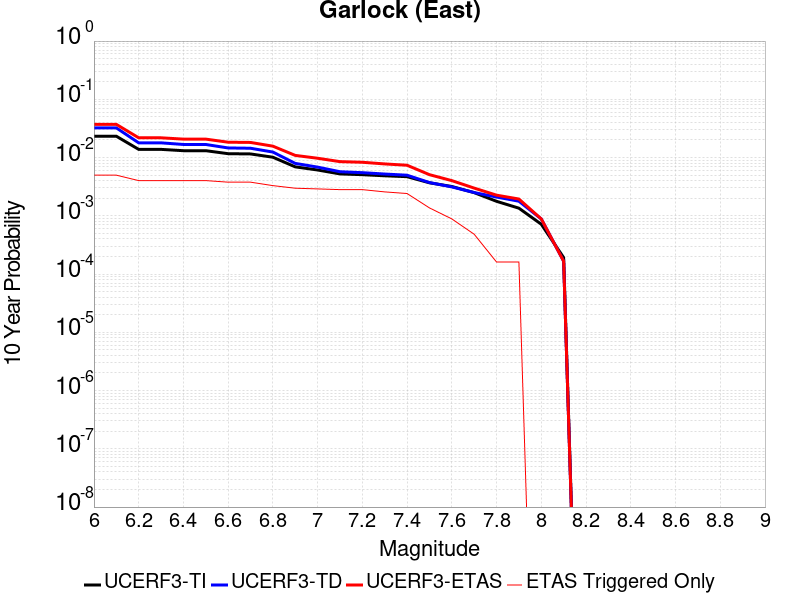 Garlock (East)
10 Year Probability
10^0
10^-1
10^-2
10^-3
10^-4
10^-5
10^-6
10^-7
10^-8
6 6.2 6.4 6.6 6.8 7 7.2 7.4 7.6 7.8 8 8.2 8.4 8.6 8.8 9
Magnitude
UCERF3-TI UCERF3-TD UCERF3-ETAS ETAS Triggered Only